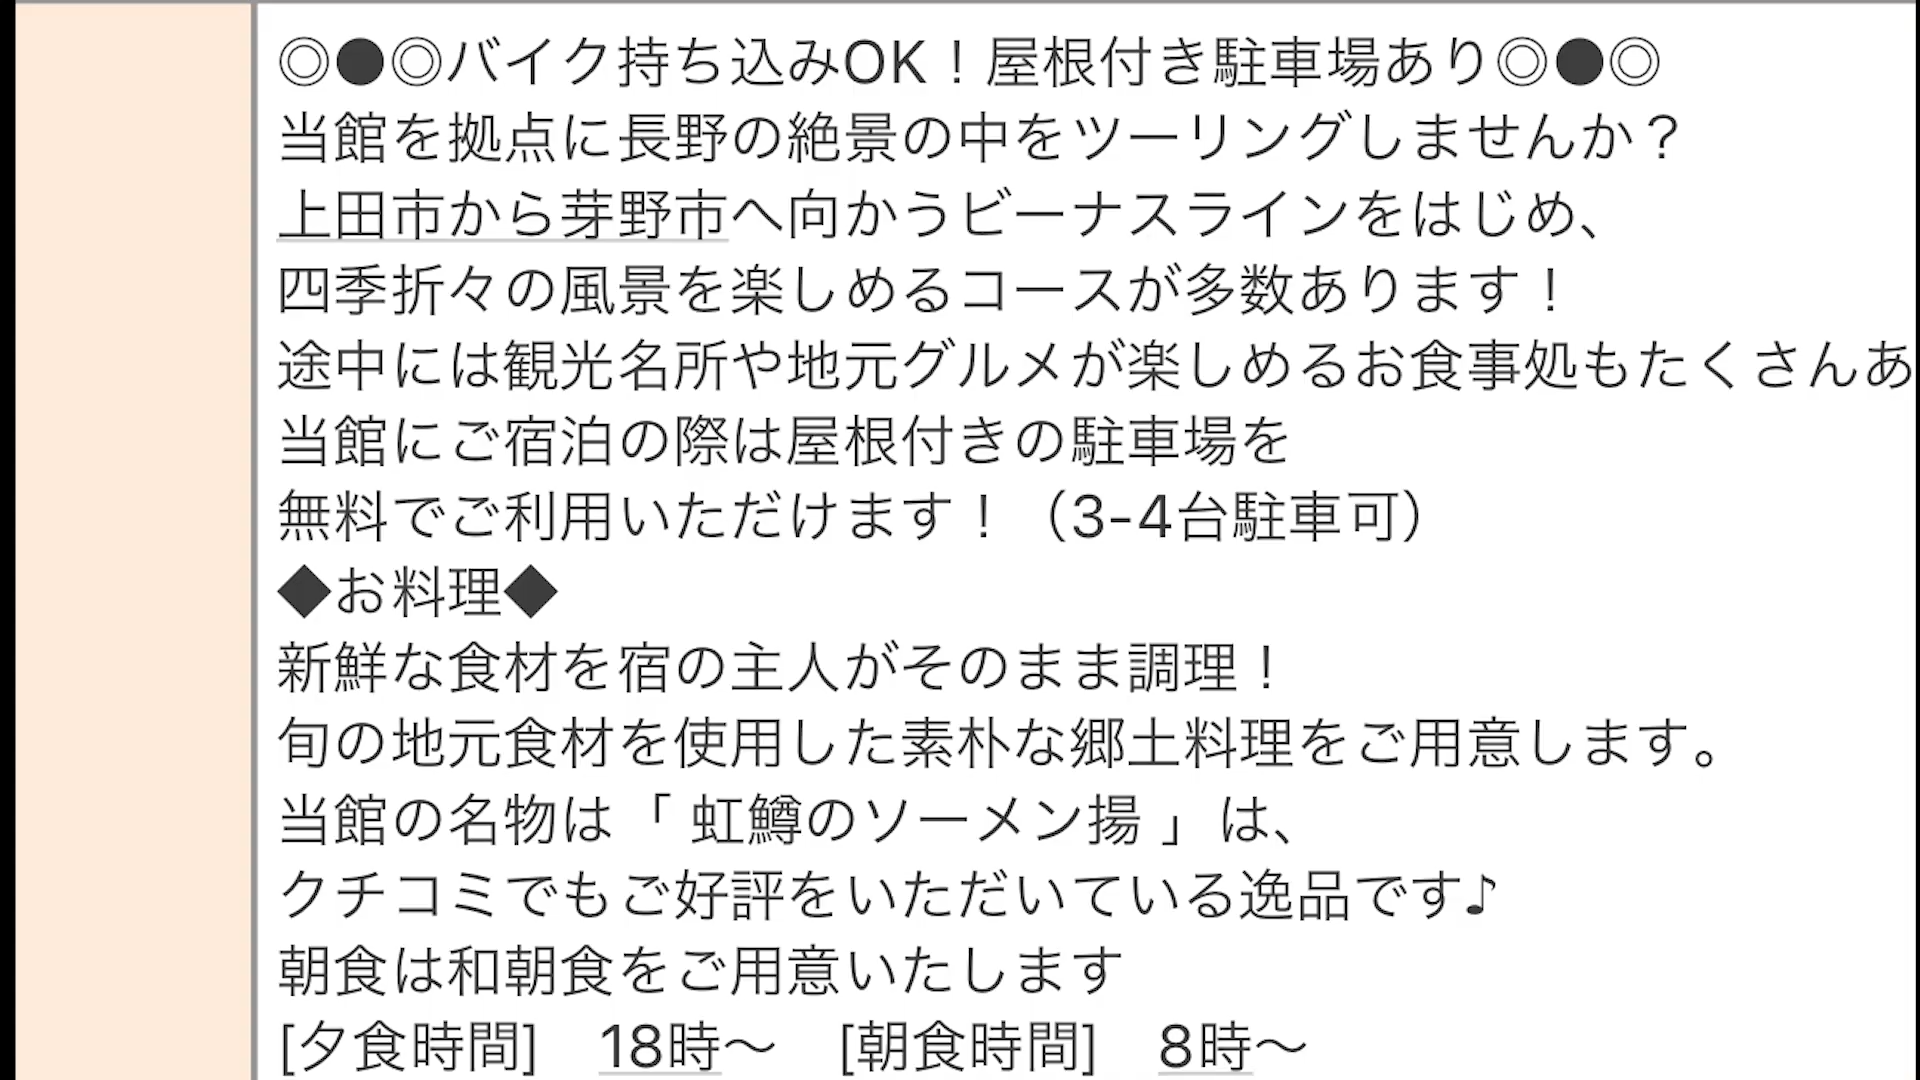 ◎●◎バイク持ち込みOK！屋根付き駐車場あり◎●◎
当館を拠点に長野の絶景の中をツーリングしませんか？
上田市から芽野市へ向かうビーナスラインをはじめ、
四季折々の風景を楽しめるコースが多数あります！
途中には観光名所や地元グルメが楽しめるお食事処もたくさんあ
当館にご宿泊の際は屋根付きの駐車場を
無料でご利用いただけます！（3-4台駐車可）
◆お料理◆
新鮮な食材を宿の主人がそのまま調理！
旬の地元食材を使用した素朴な郷土料理をご用意します。
当館の名物は「 虹鱒のソーメン揚 」は、
クチコミでもご好評をいただいている逸品です♪
朝食は和朝食をご用意いたします
[夕食時間]　18時～　[朝食時間]　8時～